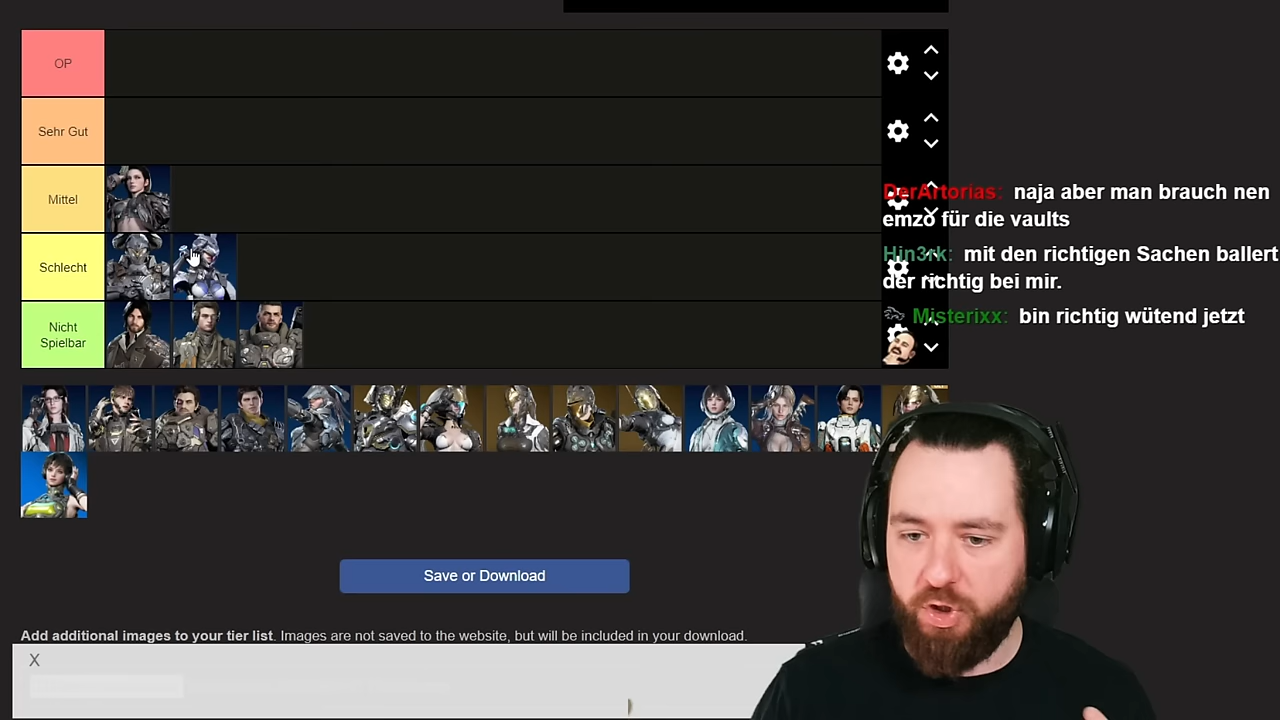 OP
Sehr Gut
Mittel
Schlecht
Nicht
Spielbar
DerArtorias: naja aber man brauch nen
emzo für die vaults
Hin3rk: mit den richtigen Sachen ballert
der richtig bei mir.
Misterixx: bin richtig wütend jetzt
Save or Download
Add additional images to your tier list. Images are not saved to the website, but will be included in your download.
X